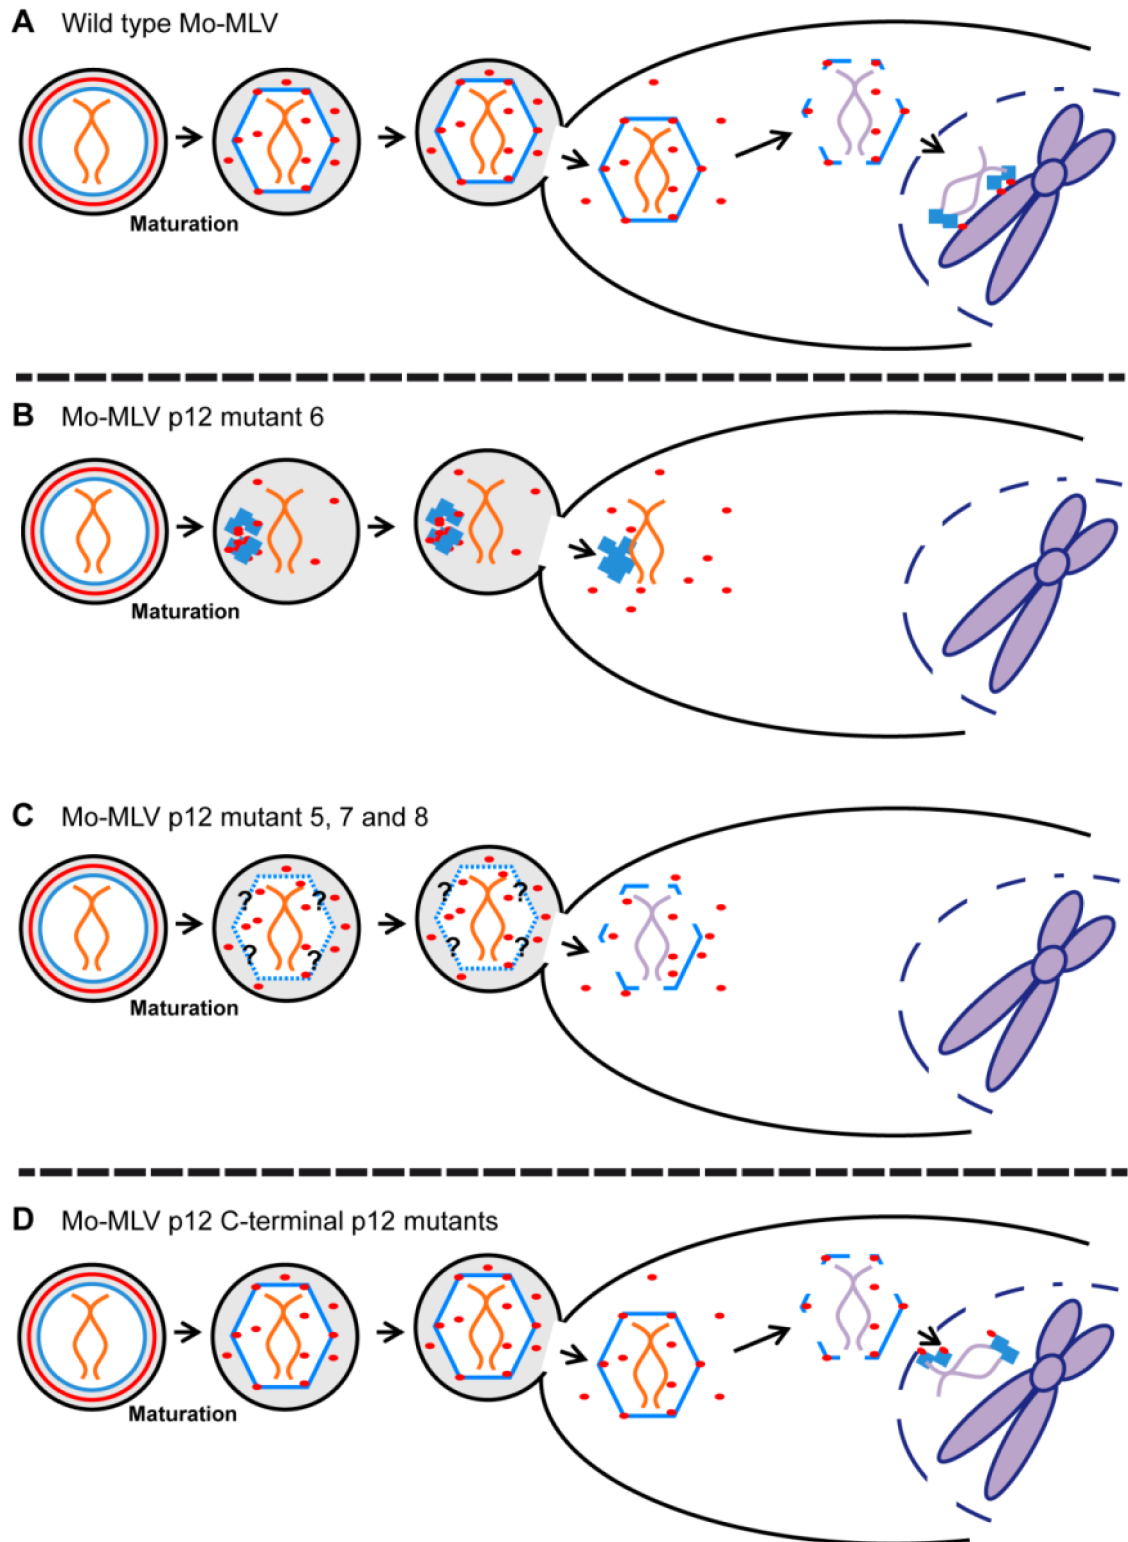 A Wild type Mo-MLV
Maturation
B Mo-MLV p12 mutant 6
Maturation
C Mo-MLV p12 mutant 5, 7 and 8
? ? ? ?
? ? ? ?
Maturation
D Mo-MLV p12 C-terminal p12 mutants
Maturation